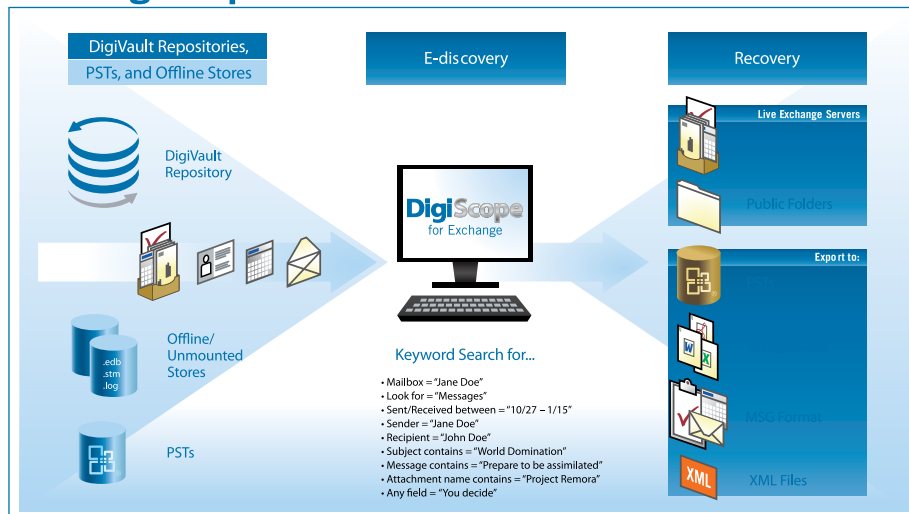 DigiVault Repositories,
PSTs, and Offline Stores
E-discovery
Recovery
DigiVault
Repository
Offline/
Unmounted
Stores
.edb
.stm
.log
PSTs
DigiScope
for Exchange
Keyword Search for...
• Mailbox = “Jane Doe”
• Look for = “Messages”
• Sent/Received between = “10/27 – 1/15”
• Sender = “Jane Doe”
• Recipient = “John Doe”
• Subject contains = “World Domination”
• Message contains = “Prepare to be assimilated”
• Attachment name contains = “Project Remora”
• Any field = “You decide”
Live Exchange Servers
Public Folders
Export to:
W
X
MSG Format
XML
XML Files